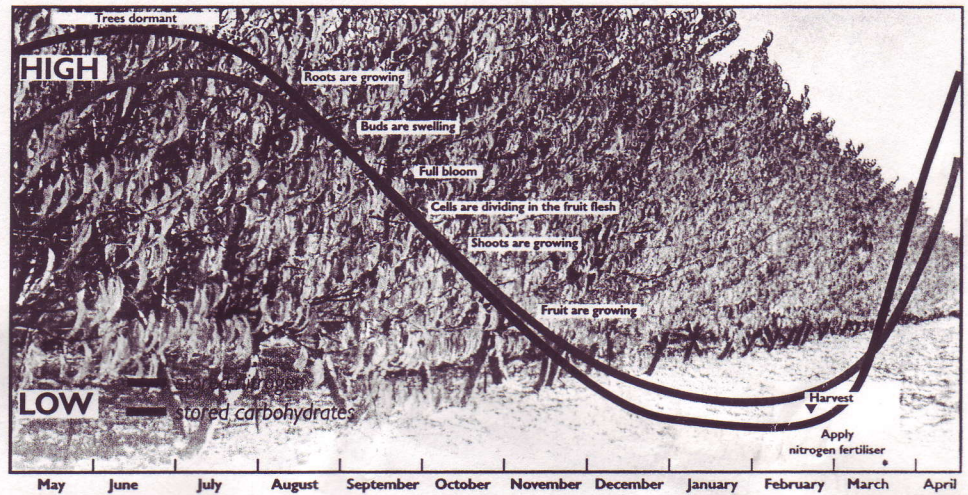 Trees dormant
HIGH
Roots are growing
Buds are swelling
Full bloom
Cells are dividing in the fruit flesh
Shoots are growing
Fruit are growing
stored nitrogen
LOW
stored carbohydrates
Harvest
Apply
nitrogen fertiliser
May June July August September October November December January February March April